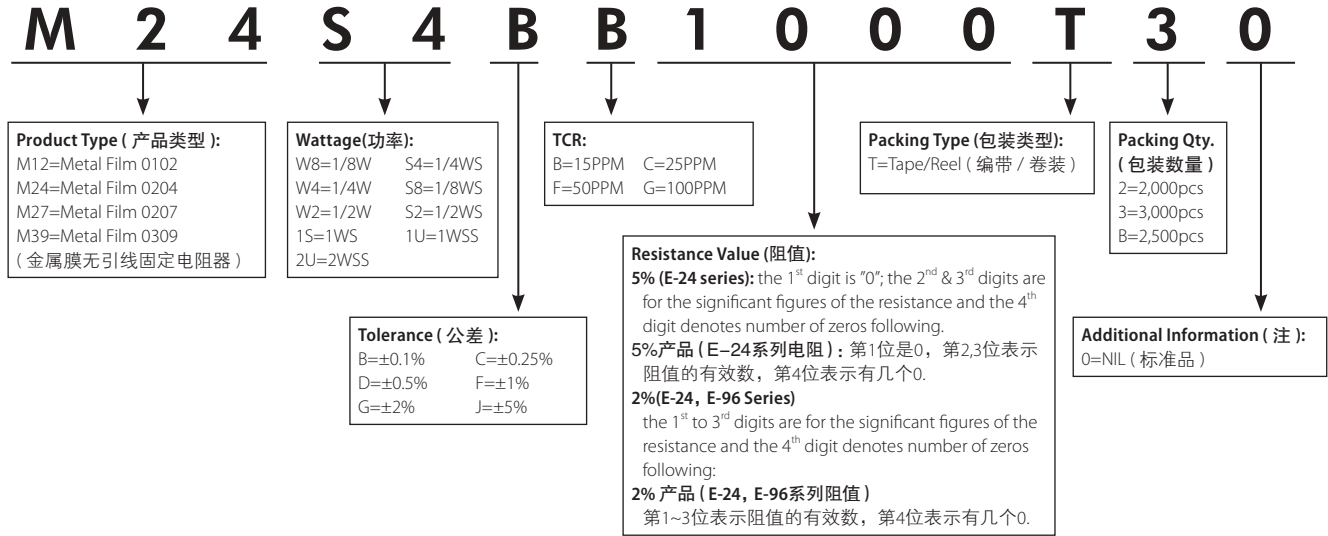 M 2 4 S 4 B B 1 0 0 0 T 3 0
Product Type ( 产品类型 ):
M12=Metal Film 0102
M24=Metal Film 0204
M27=Metal Film 0207
M39=Metal Film 0309
( 金属膜无引线固定电阻器 )
Wattage(功率):
W8=1/8W S4=1/4WS
W4=1/4W S8=1/8WS
W2=1/2W S2=1/2WS
1S=1WS 1U=1WSS
2U=2WSS
Tolerance ( 公差 ):
B=±0.1% C=±0.25%
D=±0.5% F=±1%
G=±2% J=±5%
TCR:
B=15PPM C=25PPM
F=50PPM G=100PPM
Resistance Value (阻值):
5% (E-24 series): the 1st digit is "0"; the 2nd & 3rd digits are
for the significant figures of the resistance and the 4th
digit denotes number of zeros following.
5%产品 ( E–24系列电阻 ) : 第1位是0，第2,3位表示
阻值的有效数，第4位表示有几个0.
2%(E-24, E-96 Series)
the 1st to 3rd digits are for the significant figures of the
resistance and the 4th digit denotes number of zeros
following:
2% 产品 ( E-24, E-96系列阻值 )
第1~3位表示阻值的有效数，第4位表示有几个0.
Packing Type (包装类型):
T=Tape/Reel ( 编带 / 卷装 )
Packing Qty.
( 包装数量 )
2=2,000pcs
3=3,000pcs
B=2,500pcs
Additional Information ( 注 ):
0=NIL ( 标准品 )